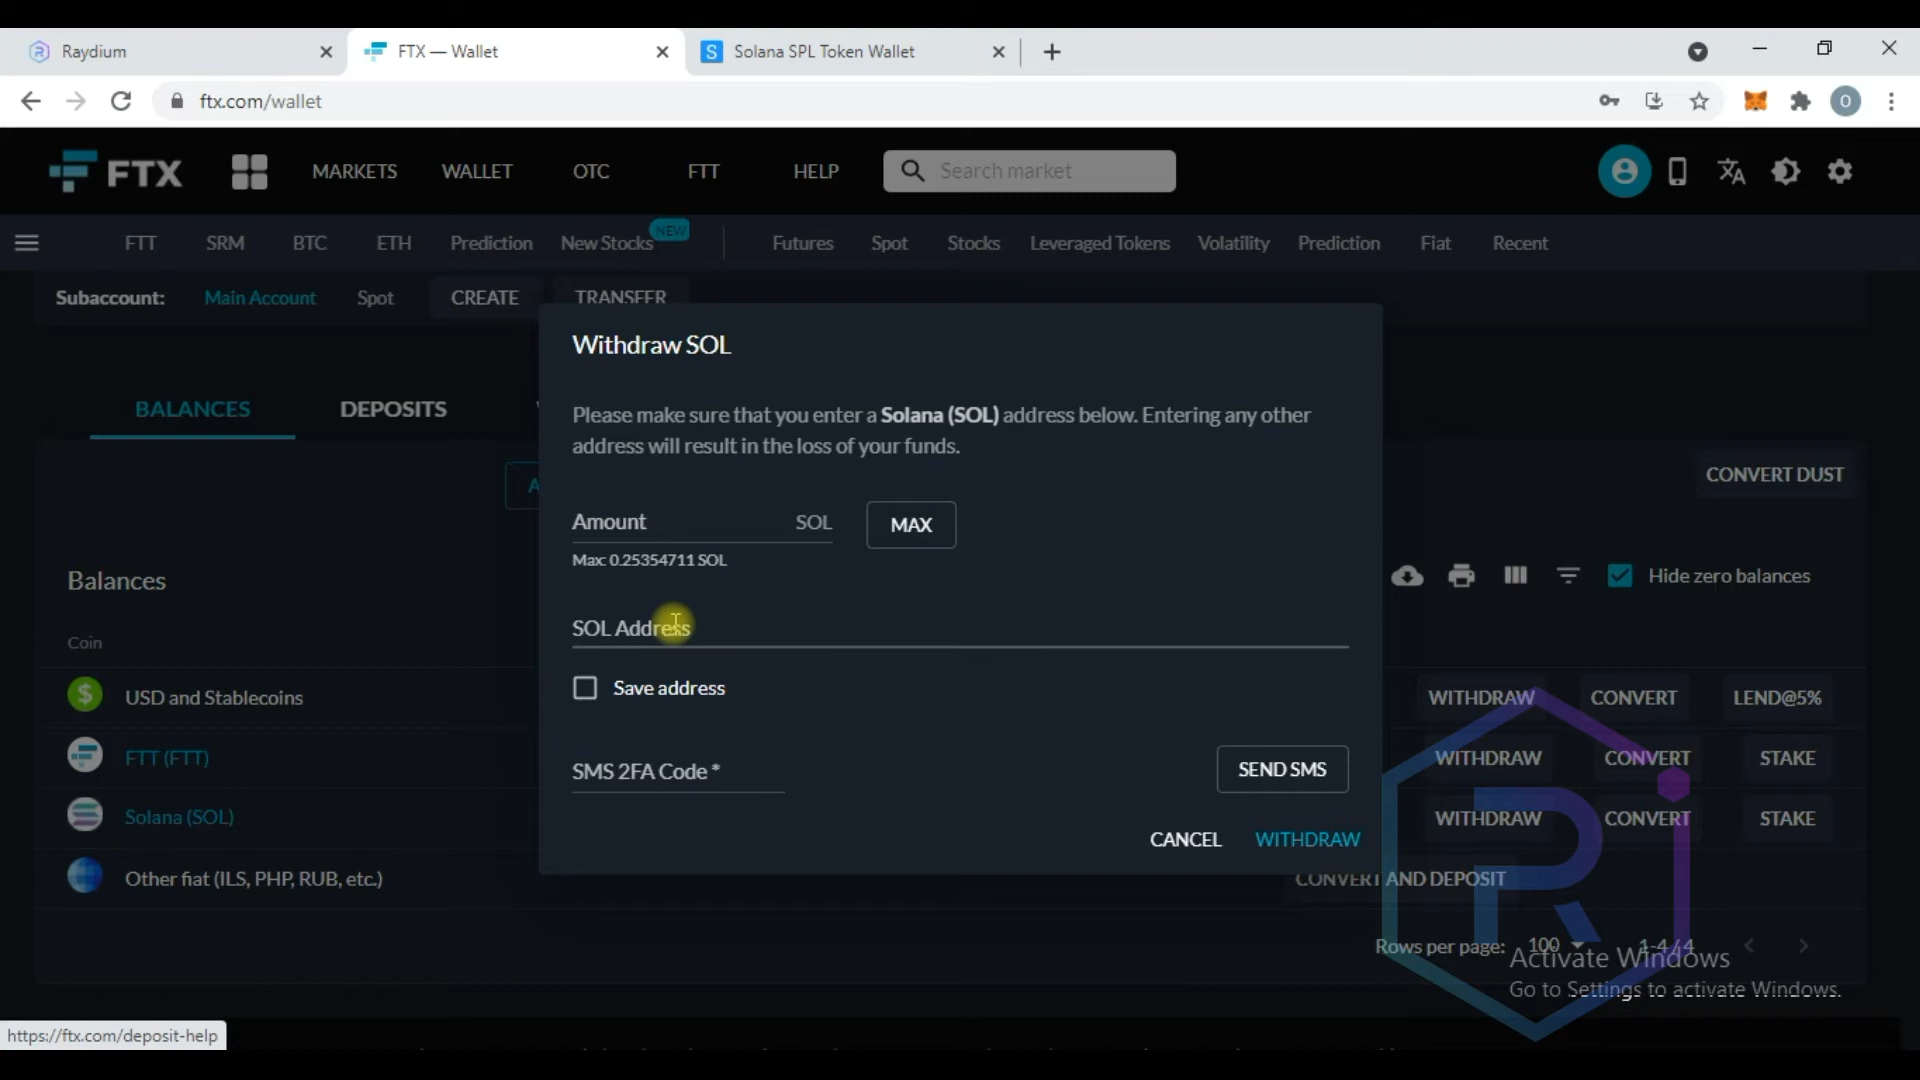 Raydium
FTX — Wallet
S
Solana SPL Token Wallet
ftx.com/wallet
O
FTX
MARKETS
WALLET
OTC
FTT
HELP
Search market
FTT
SRM
BTC
ETH
Prediction
New Stocks
NEW
Futures
Spot
Stocks
Leveraged Tokens
Volatility
Prediction
Fiat
Recent
Subaccount:
Main Account
Spot
CREATE
TRANSFER
Withdraw SOL
Please make sure that you enter a Solana (SOL) address below. Entering any other
address will result in the loss of your funds.
BALANCES
DEPOSITS
CONVERT DUST
Amount
SOL
MAX
Max: 0.25354711 SOL
Balances
Hide zero balances
SOL Address
Coin
Save address
USD and Stablecoins
WITHDRAW
CONVERT
LEND@5%
FTT (FTT)
WITHDRAW
CONVERT
STAKE
SMS 2FA Code *
SEND SMS
Solana (SOL)
WITHDRAW
CONVERT
STAKE
CANCEL
WITHDRAW
Other fiat (ILS, PHP, RUB, etc.)
CONVERT AND DEPOSIT
Rows per page:
100
1-4 / 4
Activate Windows
Go to Settings to activate Windows.
https://ftx.com/deposit-help